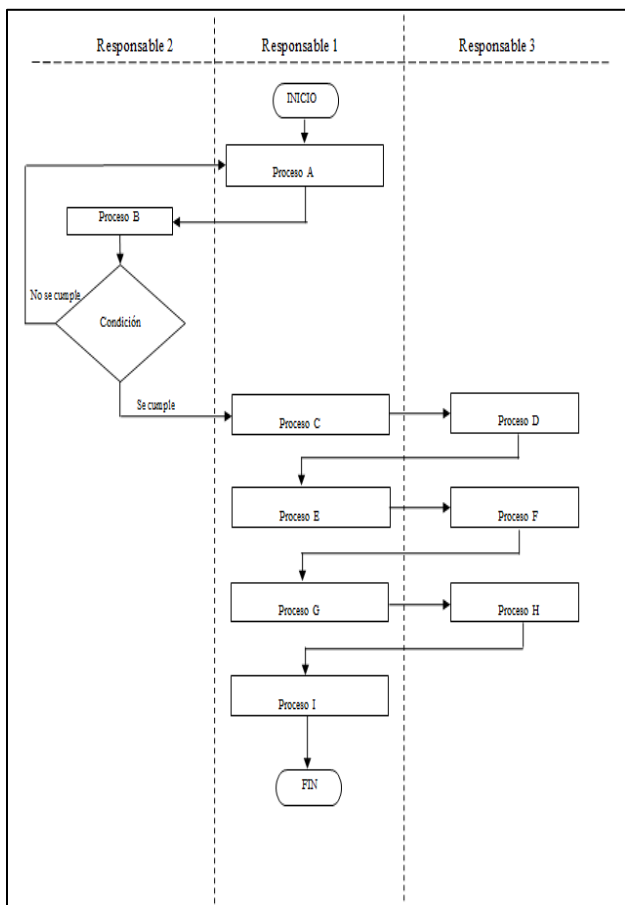 Responsable 2
Responsable 1
Responsable 3
INICIO
Proceso A
Proceso B
No se cumple
Condición
Se cumple
Proceso C
Proceso D
Proceso E
Proceso F
Proceso G
Proceso H
Proceso I
FIN